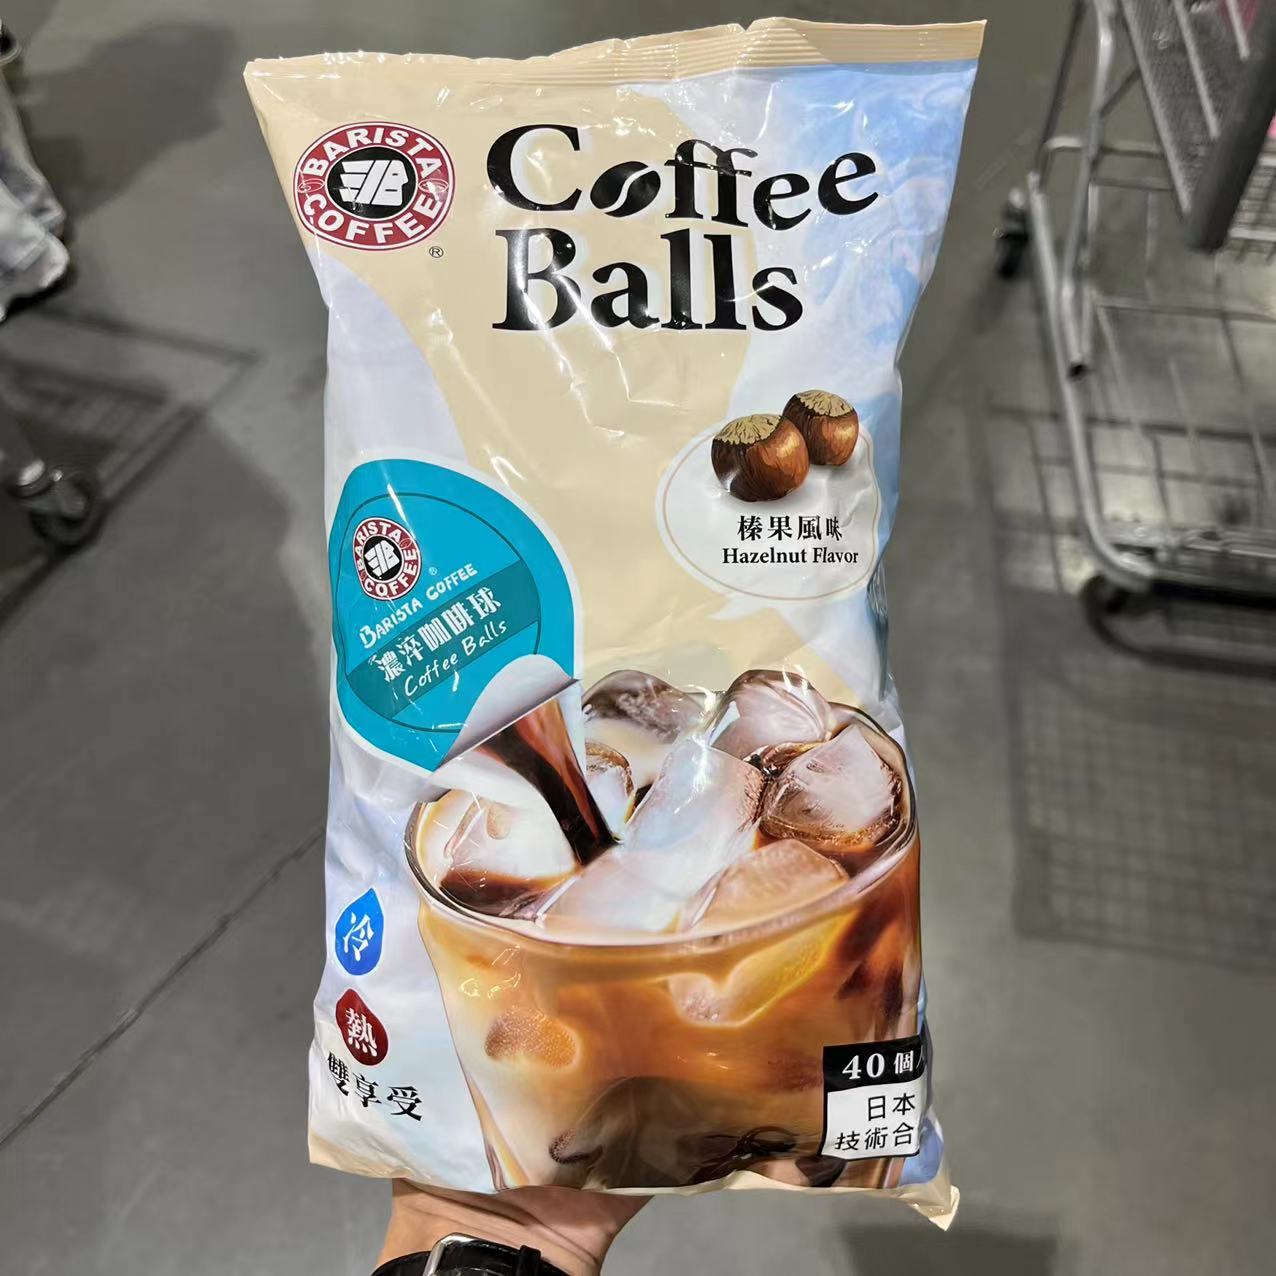 BARISTA COFFEE
®
Coffee
Balls
榛果風味
Hazelnut Flavor
BARISTA COFFEE
®
BARISTA COFFEE
濃淬咖啡球
Coffee Balls
冷
熱
雙享受
40個
日本
技術合